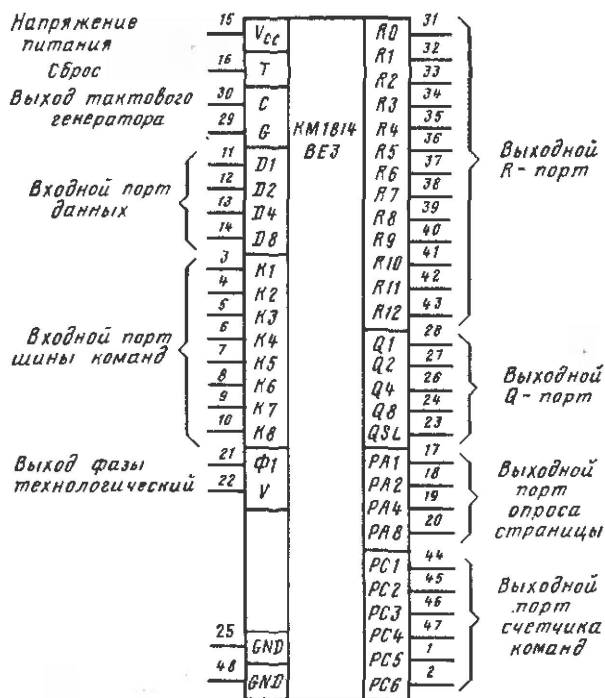 15
Напряжение
питания
Vcc
16
Сброс
T
30
Выход тактового
C
29
генератора
G
11
D1
12
Входной порт
D2
13
данных
D4
14
D8
3
K1
4
K2
5
K3
6
Входной порт
K4
7
шины команд
K5
8
K6
9
K7
10
K8
21
Выход фазы
Ф1
22
технологический
V
25
GND
48
GND
КМ1814
ВЕ3
R0
31
R1
32
R2
33
R3
34
R4
35
R5
36
R6
37
R7
38
R8
39
R9
40
R10
41
R11
42
R12
43
Выходной
R-порт
Q1
28
Q2
27
Q4
26
Q8
24
QSL
23
Выходной
Q-порт
PA1
17
PA2
18
PA4
19
PA8
20
Выходной
порт
опроса
страницы
PC1
44
PC2
45
PC3
46
PC4
47
PC5
1
PC6
2
Выходной
порт
счетчика
команд